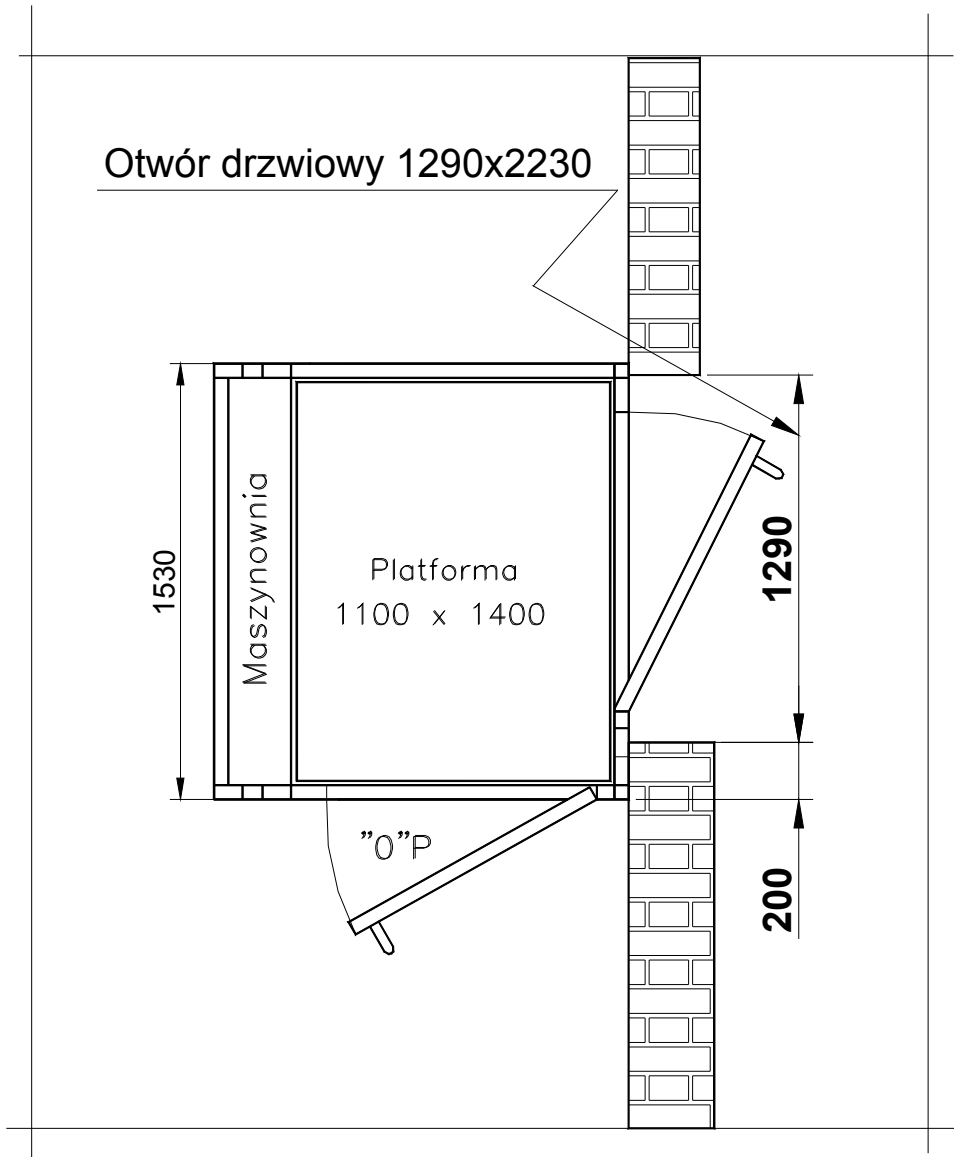 Otwór drzwiowy 1290x2230
1530
Maszynownia
Platforma
1100 x 1400
1290
”0”P
200